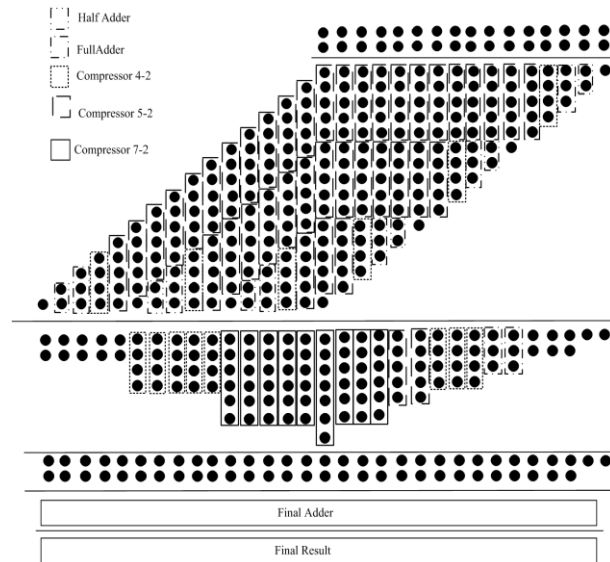 Half Adder
FullAdder
Compressor 4-2
Compressor 5-2
Compressor 7-2
Final Adder
Final Result